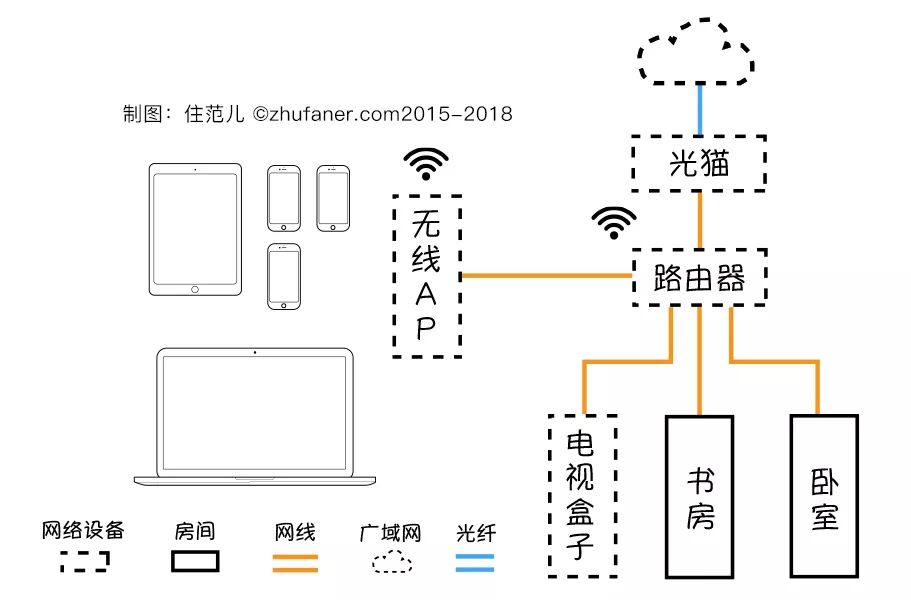 制图：住范儿 ©zhufaner.com2015-2018
光猫
无线AP
路由器
电视盒子
书房
卧室
网络设备
房间
网线
广域网
光纤